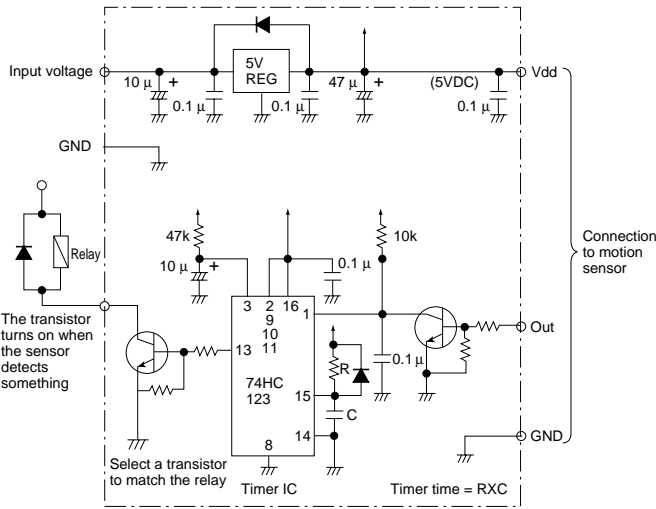 Input voltage
10 μ
+
0.1 μ
5V
REG
0.1 μ
47 μ
+
(5VDC)
0.1 μ
Vdd
GND
47k
10 μ
+
0.1 μ
10k
Relay
Connection
to motion
sensor
3
2
16
9
10
11
1
13
74HC
123
15
14
8
R
C
0.1 μ
Out
GND
The transistor
turns on when
the sensor
detects
something
Select a transistor
to match the relay
Timer IC
Timer time = RXC